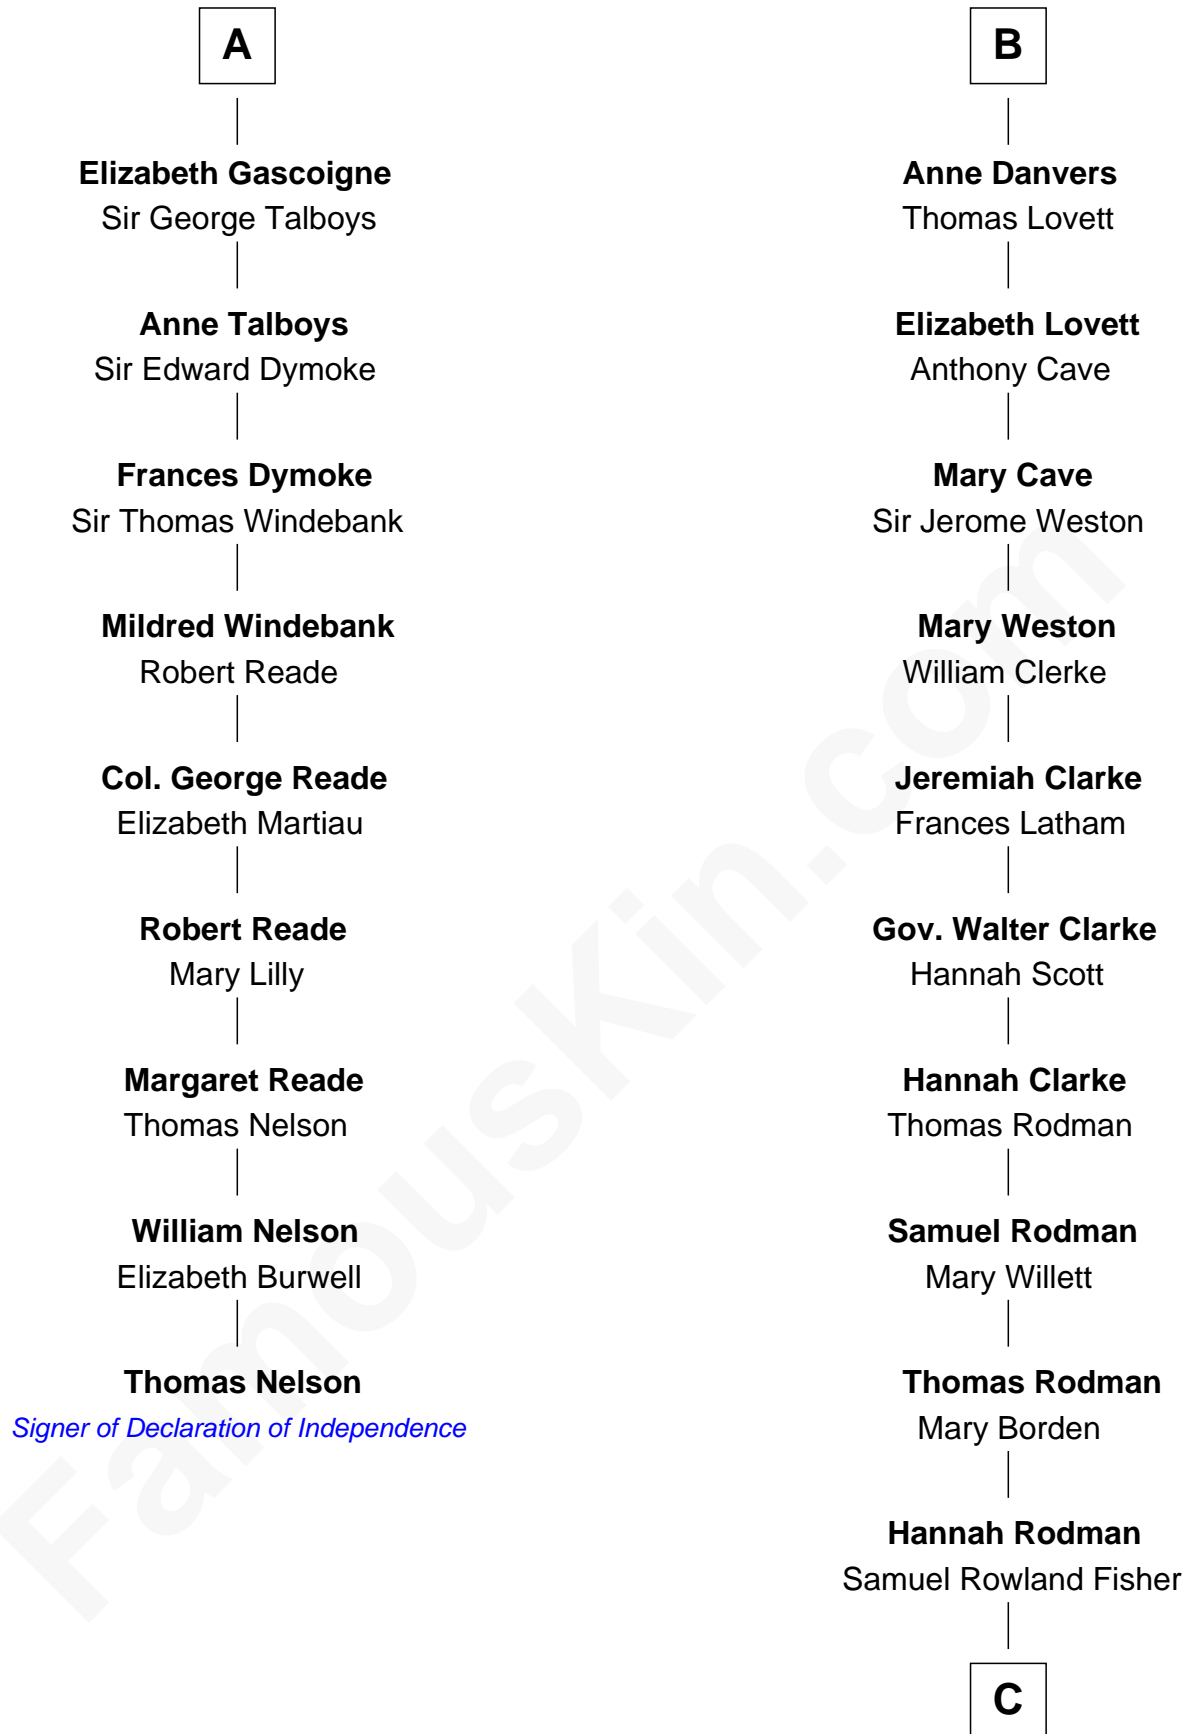 A
Elizabeth Gascoigne
Sir George Talboys
Anne Talboys
Sir Edward Dymoke
Frances Dymoke
Sir Thomas Windebank
Mildred Windebank
Robert Reade
Col. George Reade
Elizabeth Martiau
Robert Reade
Mary Lilly
Margaret Reade
Thomas Nelson
William Nelson
Elizabeth Burwell
Thomas Nelson
Signer of Declaration of Independence
B
Anne Danvers
Thomas Lovett
Elizabeth Lovett
Anthony Cave
Mary Cave
Sir Jerome Weston
Mary Weston
William Clerke
Jeremiah Clarke
Frances Latham
Gov. Walter Clarke
Hannah Scott
Hannah Clarke
Thomas Rodman
Samuel Rodman
Mary Willett
Thomas Rodman
Mary Borden
Hannah Rodman
Samuel Rowland Fisher
C
FamousKin.com